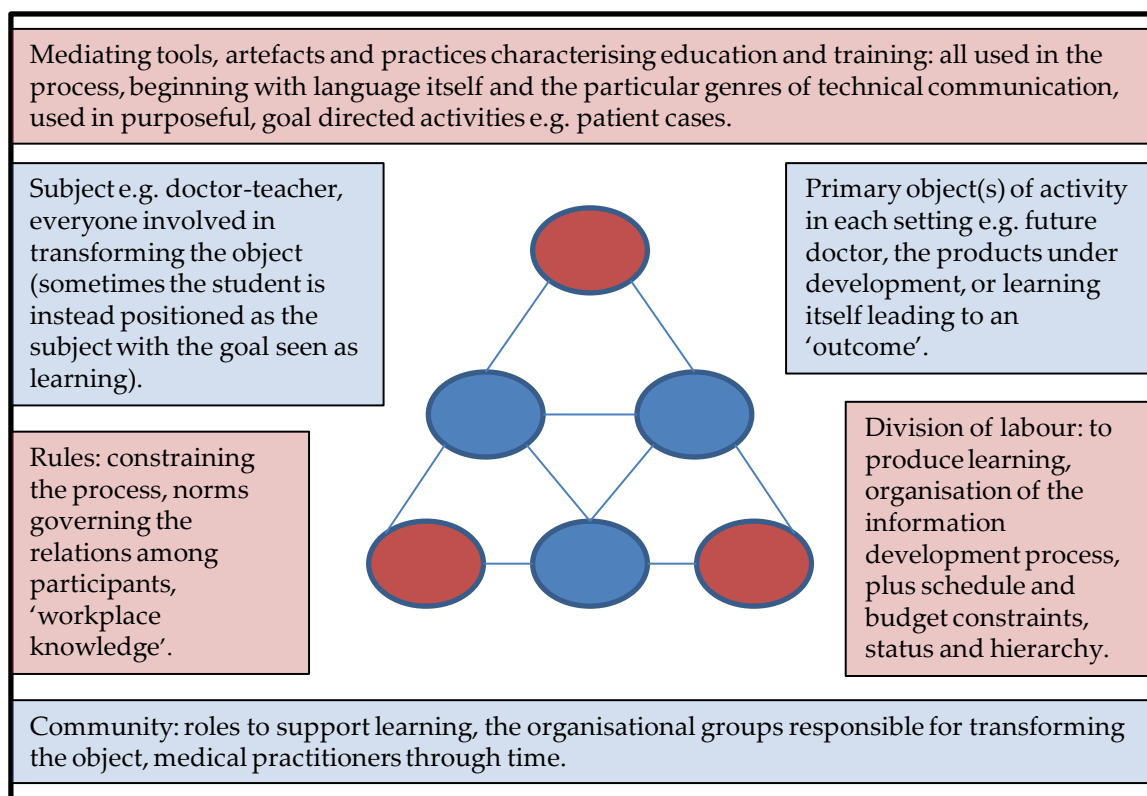 Mediating tools, artefacts and practices characterising education and training: all used in the
process, beginning with language itself and the particular genres of technical communication,
used in purposeful, goal directed activities e.g. patient cases.
Subject e.g. doctor-teacher,
everyone involved in
transforming the object
(sometimes the student is
instead positioned as the
subject with the goal seen as
learning).
Primary object(s) of activity
in each setting e.g. future
doctor, the products under
development, or learning
itself leading to an
‘outcome’.
Rules: constraining
the process, norms
governing the
relations among
participants,
‘workplace
knowledge’.
Division of labour: to
produce learning,
organisation of the
information
development process,
plus schedule and
budget constraints,
status and hierarchy.
Community: roles to support learning, the organisational groups responsible for transforming
the object, medical practitioners through time.